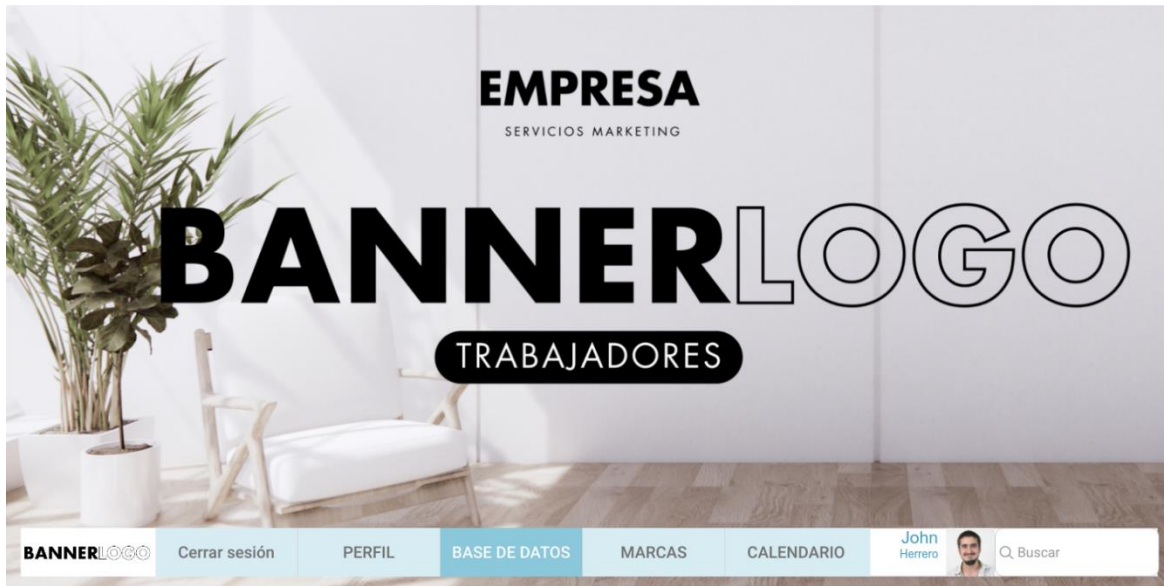 EMPRESA
SERVICIOS MARKETING
BANNERLOGO
TRABAJADORES
BANNERLOGO
Cerrar sesión
PERFIL
BASE DE DATOS
MARCAS
CALENDARIO
John
Herrero
Buscar